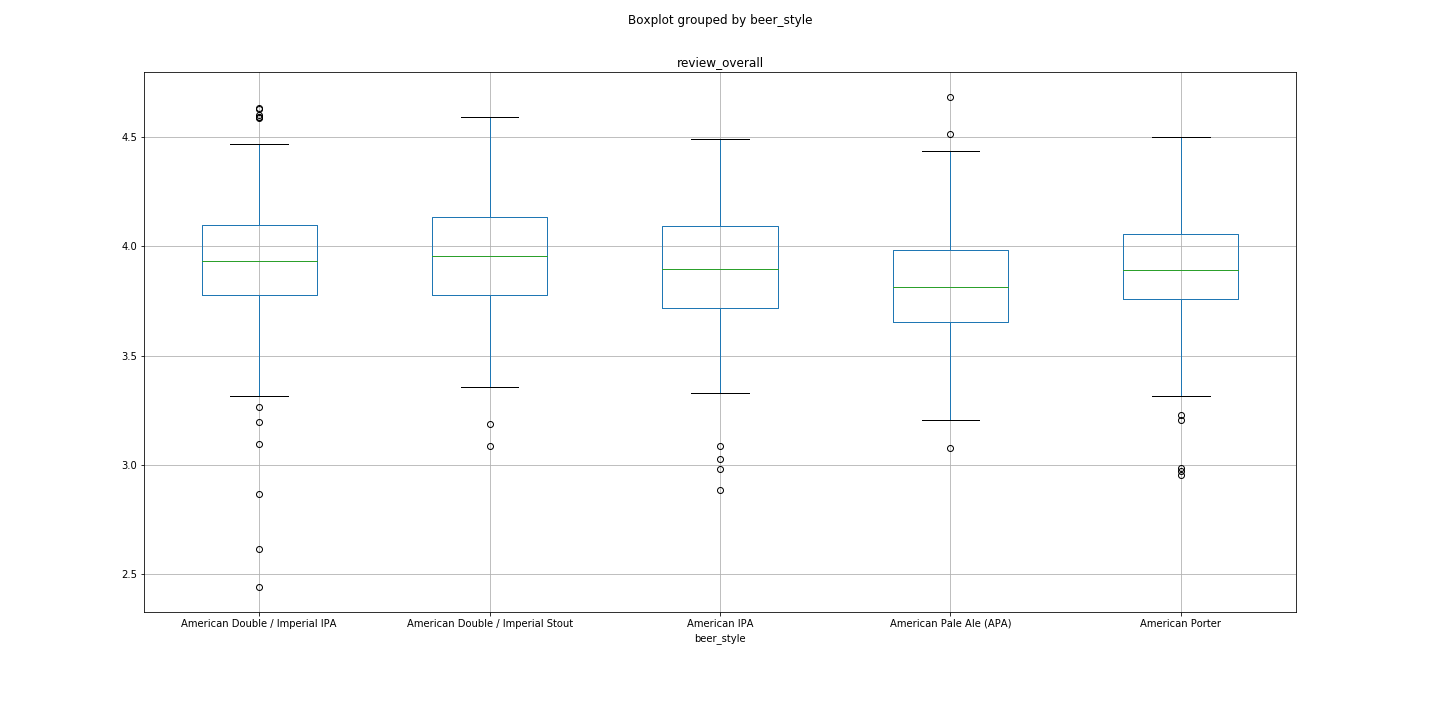 Boxplot grouped by beer_style
review_overall
4.5
4.0
3.5
3.0
2.5
American Double / Imperial IPA
American Double / Imperial Stout
American IPA
American Pale Ale (APA)
American Porter
beer_style